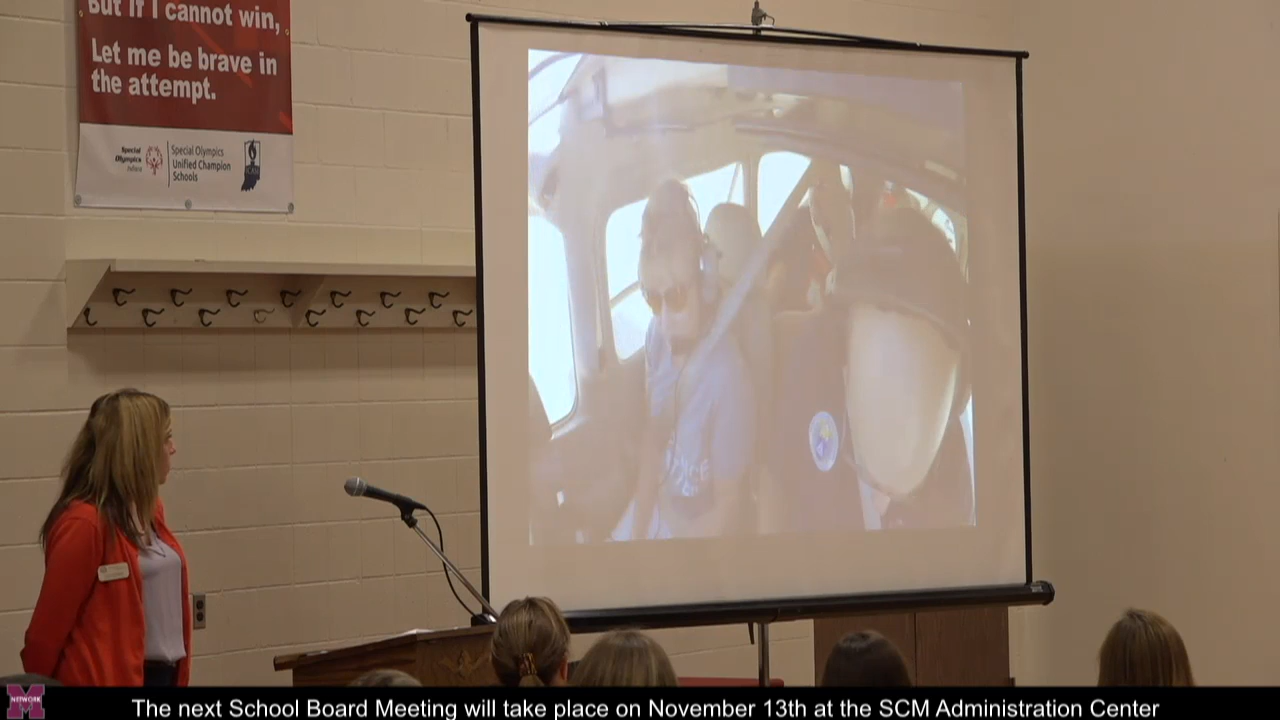 But if I cannot win,
Let me be brave in
the attempt.
Special
Olympics
Indiana
Special Olympics
Unified Champion
Schools
NETWORK
The next School Board Meeting will take place on November 13th at the SCM Administration Center